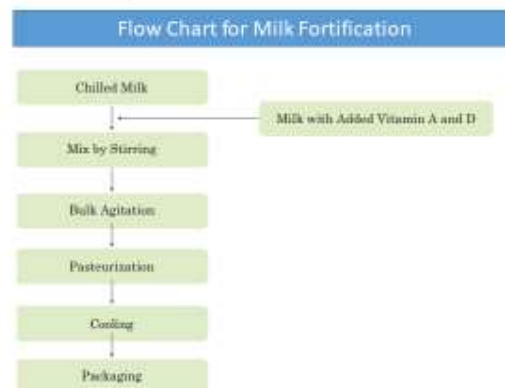 Flow Chart for Milk Fortification
Chilled Milk
Milk with Added Vitamin A and D
Mix by Stirring
Bulk Agitation
Pasteurization
Cooling
Packaging